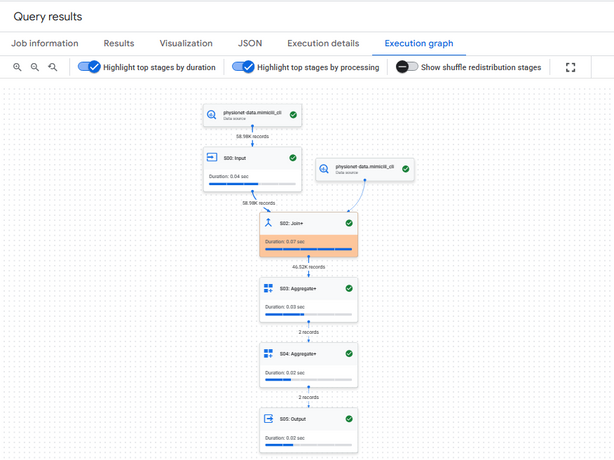 Query results
Job information Results Visualization JSON Execution details Execution graph
Highlight top stages by duration Highlight top stages by processing Show shuffle redistribution stages
physionet-data.mimiciii_cli
Data source
58.98K records
S00: Input
Duration: 0.04 sec
physionet-data.mimiciii_cli
Data source
58.98K records
S02: Join+
Duration: 0.07 sec
46.52K records
S03: Aggregate+
Duration: 0.03 sec
2 records
S04: Aggregate+
Duration: 0.02 sec
2 records
S05: Output
Duration: 0.02 sec